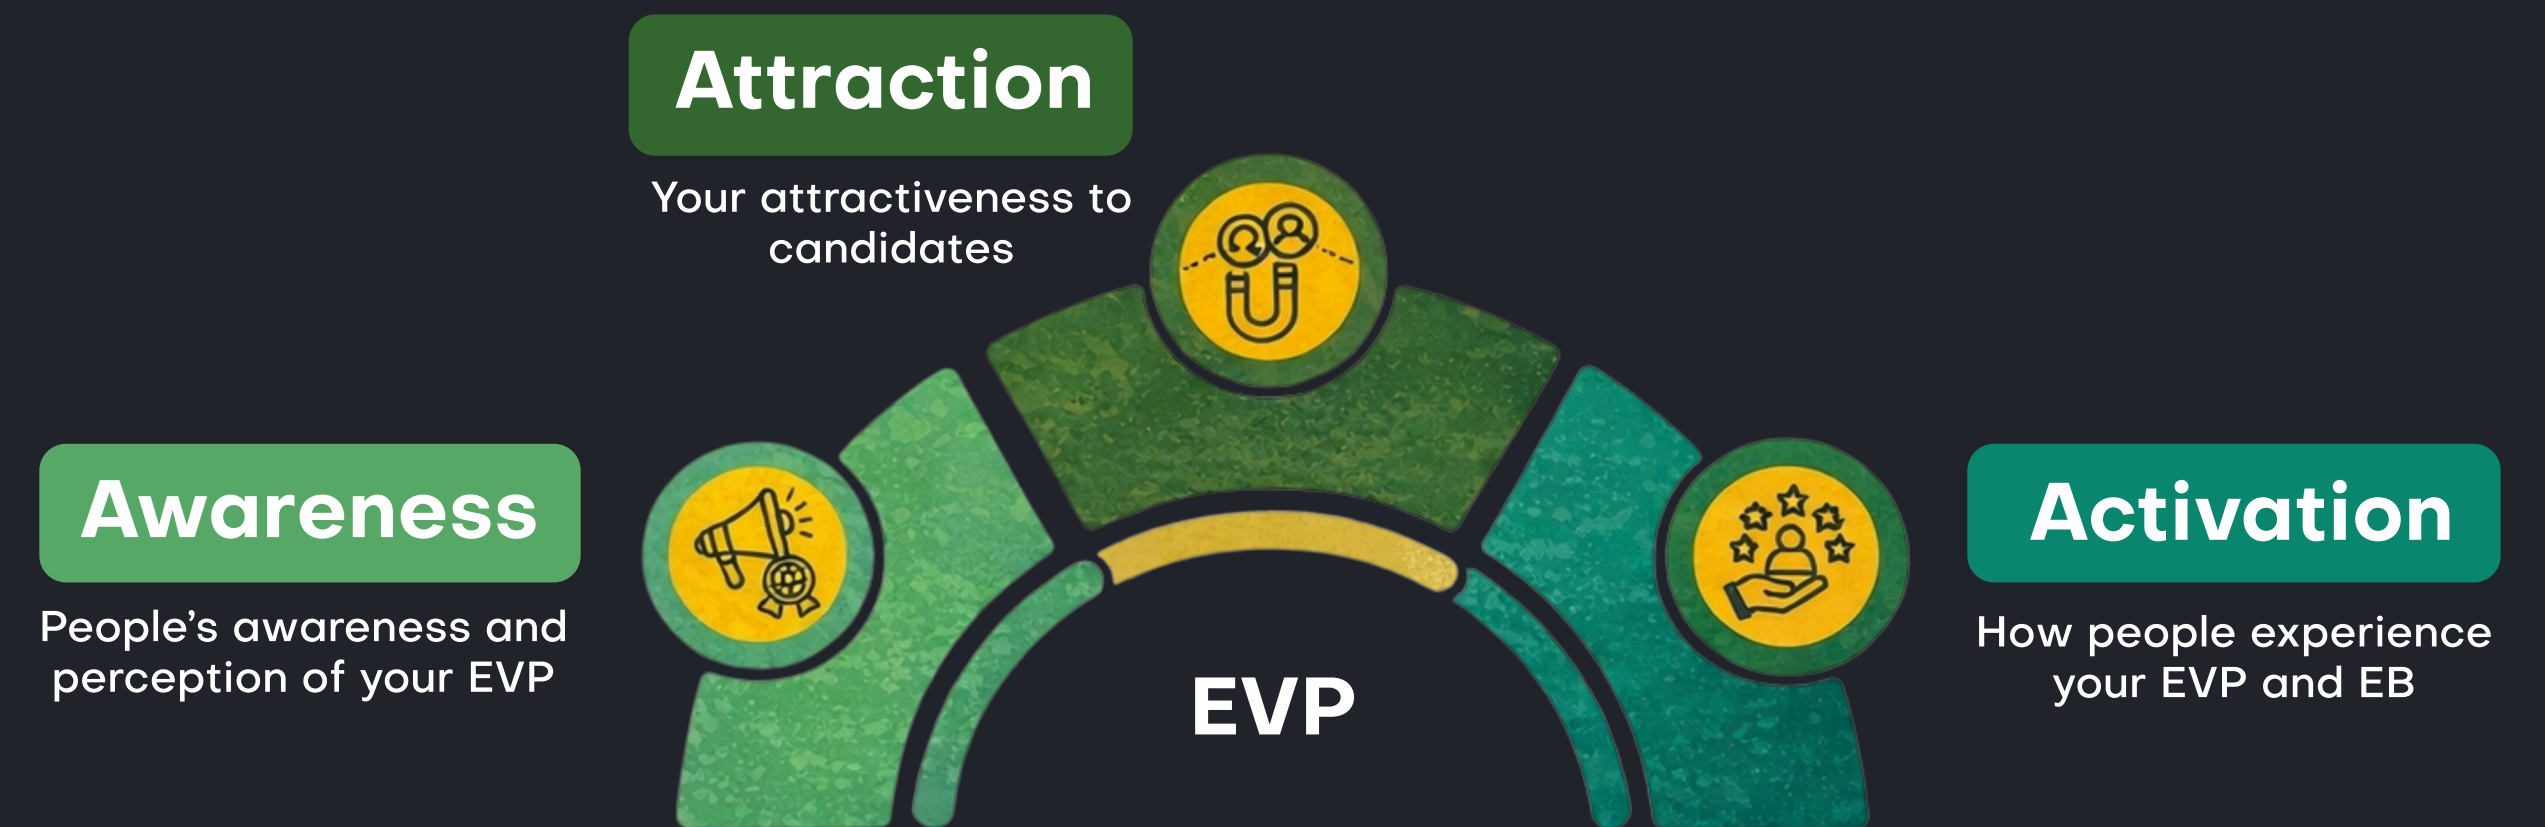 Attraction
Your attractiveness to
candidates
Awareness
People's awareness and
perception of your EVP
Activation
How people experience
your EVP and EB
EVP